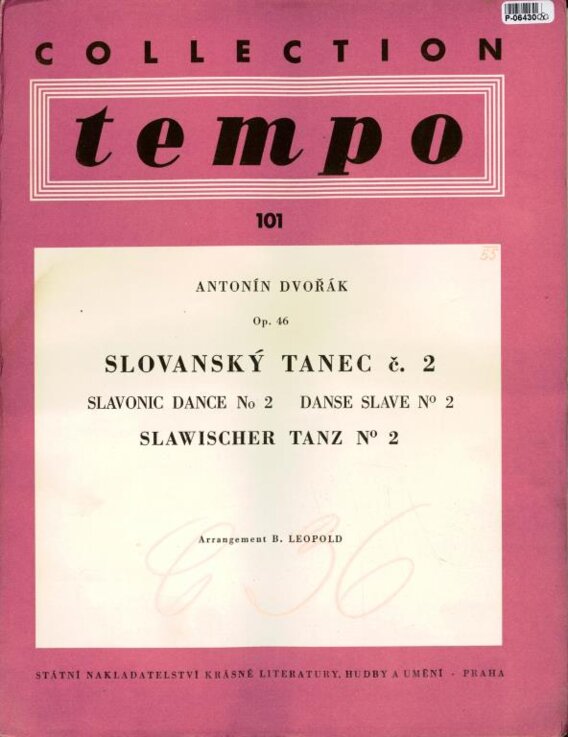 P-06430
COLLECTION
tempo
101
ANTONÍN DVOŘÁK
Op. 46
SLOVANSKÝ TANEC č. 2
SLAVONIC DANCE No 2 DANSE SLAVE Nº 2
SLAWISCHER TANZ Nº 2
Arrangement B. LEOPOLD
36
STÁTNÍ NAKLADATELSTVÍ KRÁSNÉ LITERATURY, HUDBY A UMĚNÍ - PRAHA